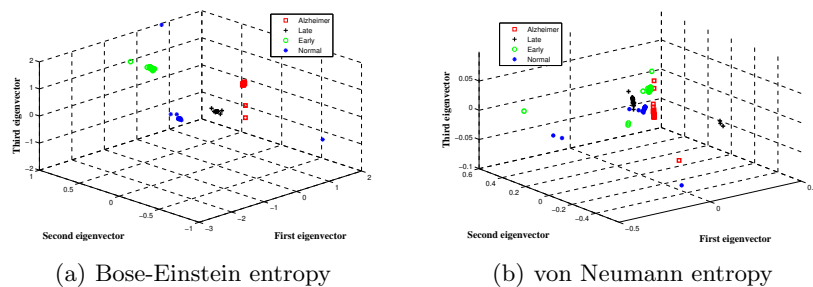 Alzheimer
Late
Early
Normal
2
1
0
−1
−2
Third eigenvector
1
0.5
0
−0.5
−1
Second eigenvector
−3
−2
−1
0
1
2
First eigenvector
(a) Bose-Einstein entropy
Alzheimer
Late
Early
Normal
0.05
0
−0.05
−0.1
Third eigenvector
0.6
0.4
0.2
0
−0.2
−0.4
Second eigenvector
−0.5
0
First eigenvector
(b) von Neumann entropy